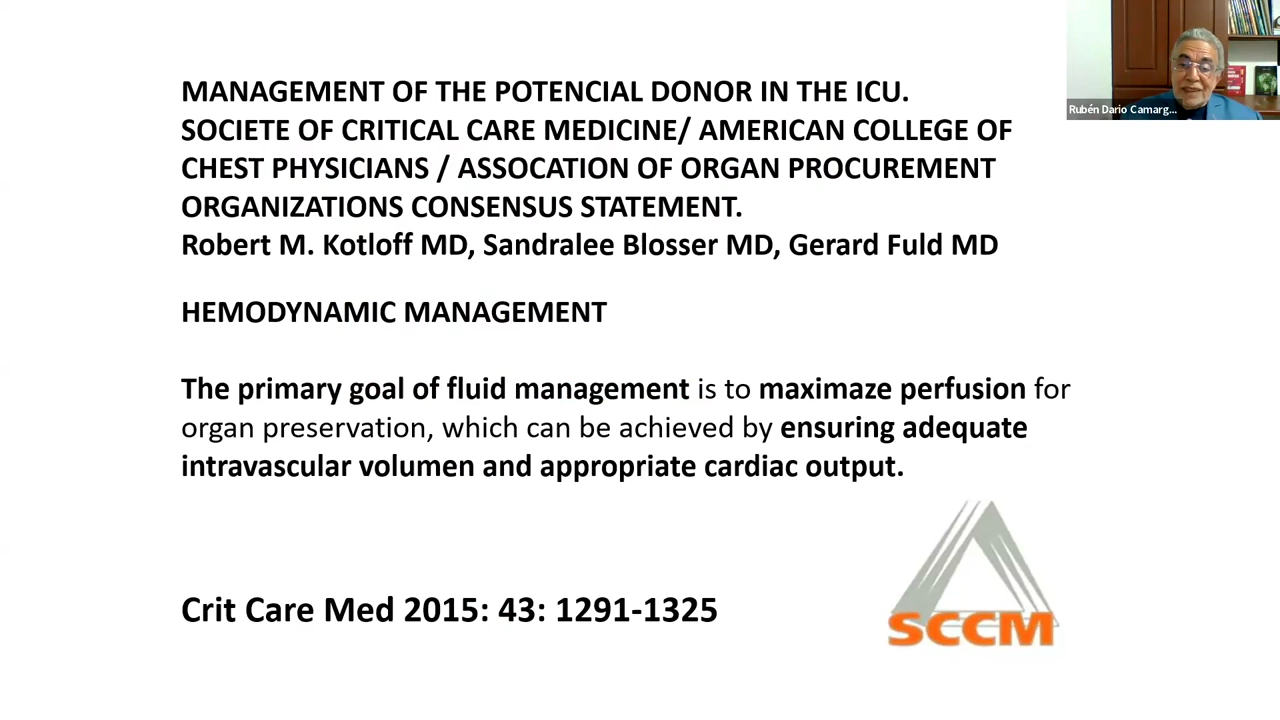 MANAGEMENT OF THE POTENCIAL DONOR IN THE ICU.
SOCIETE OF CRITICAL CARE MEDICINE/ AMERICAN COLLEGE OF
CHEST PHYSICIANS / ASSOCATION OF ORGAN PROCUREMENT
ORGANIZATIONS CONSENSUS STATEMENT.
Robert M. Kotloff MD, Sandralee Blosser MD, Gerard Fuld MD
HEMODYNAMIC MANAGEMENT
The primary goal of fluid management is to maximaze perfusion for
organ preservation, which can be achieved by ensuring adequate
intravascular volumen and appropriate cardiac output.
Crit Care Med 2015: 43: 1291-1325
SCCM
Rubén Dario Camarg...